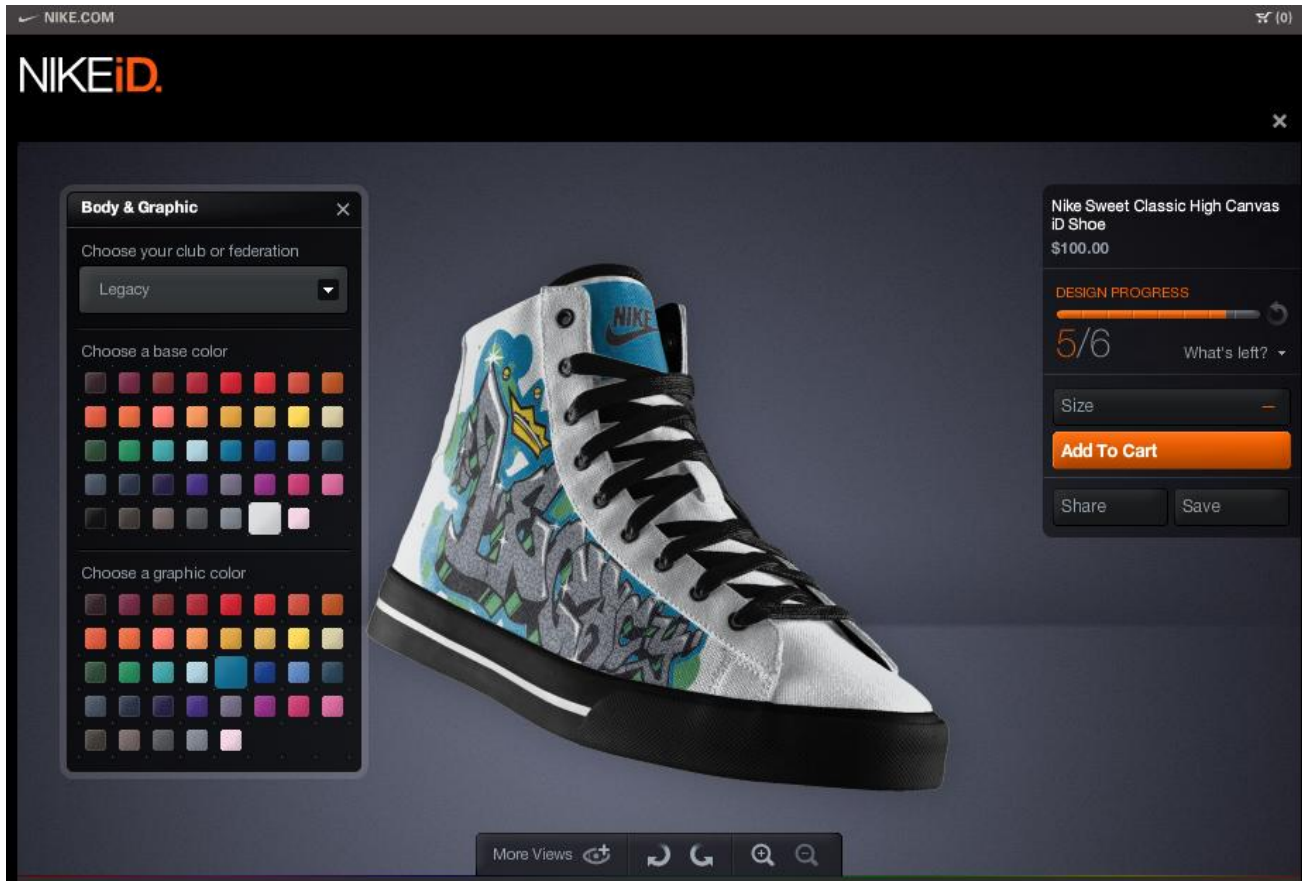 NIKE.COM
(0)
NIKEiD.
Body & Graphic
Choose your club or federation
Legacy
Choose a base color
Choose a graphic color
NIKE
Nike Sweet Classic High Canvas
iD Shoe
$100.00
DESIGN PROGRESS
5/6
What's left?
Size
Add To Cart
Share
Save
More Views